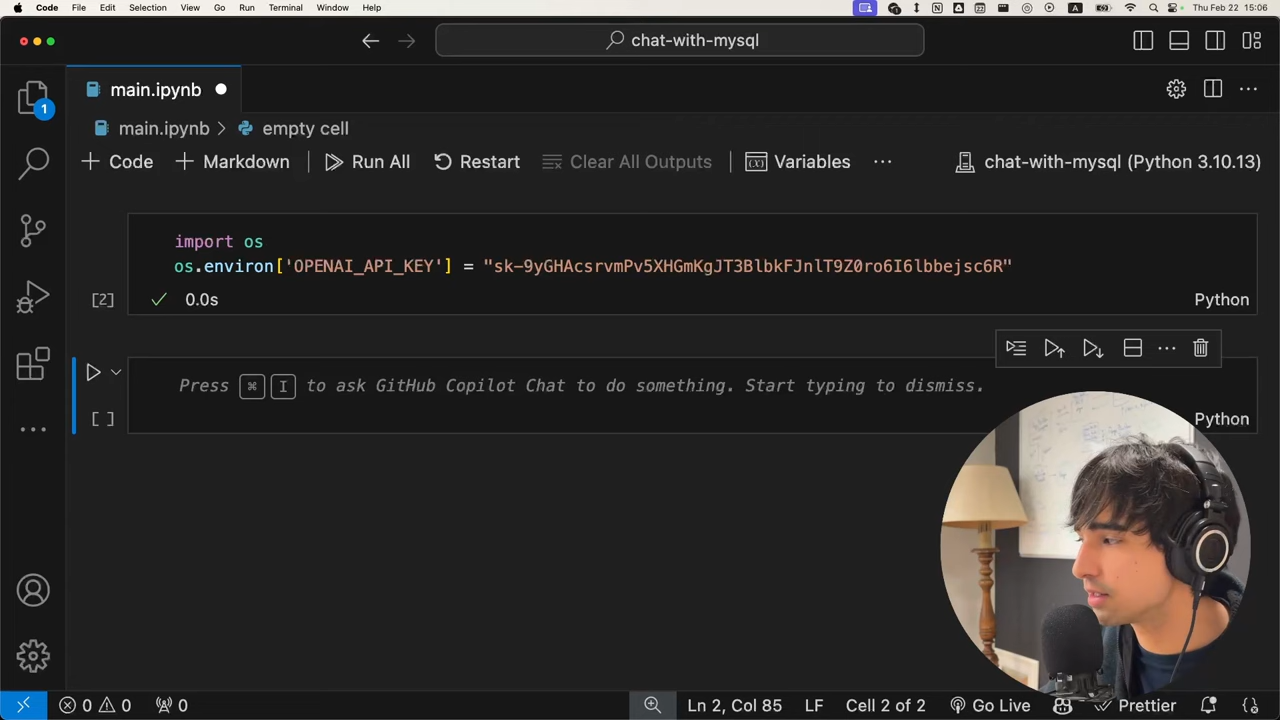 Code File Edit Selection View Go Run Terminal Window Help Thu Feb 22 15:06
chat-with-mysql
main.ipynb
main.ipynb > empty cell
Code Markdown Run All Restart Clear All Outputs Variables ... chat-with-mysql (Python 3.10.13)
1
import os
os.environ['OPENAI_API_KEY'] = "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"
[2] 0.0s Python
Press ⌘ I to ask GitHub Copilot Chat to do something. Start typing to dismiss.
[ ] Python
0 0 0 Ln 2, Col 85 LF Cell 2 of 2 Go Live Prettier